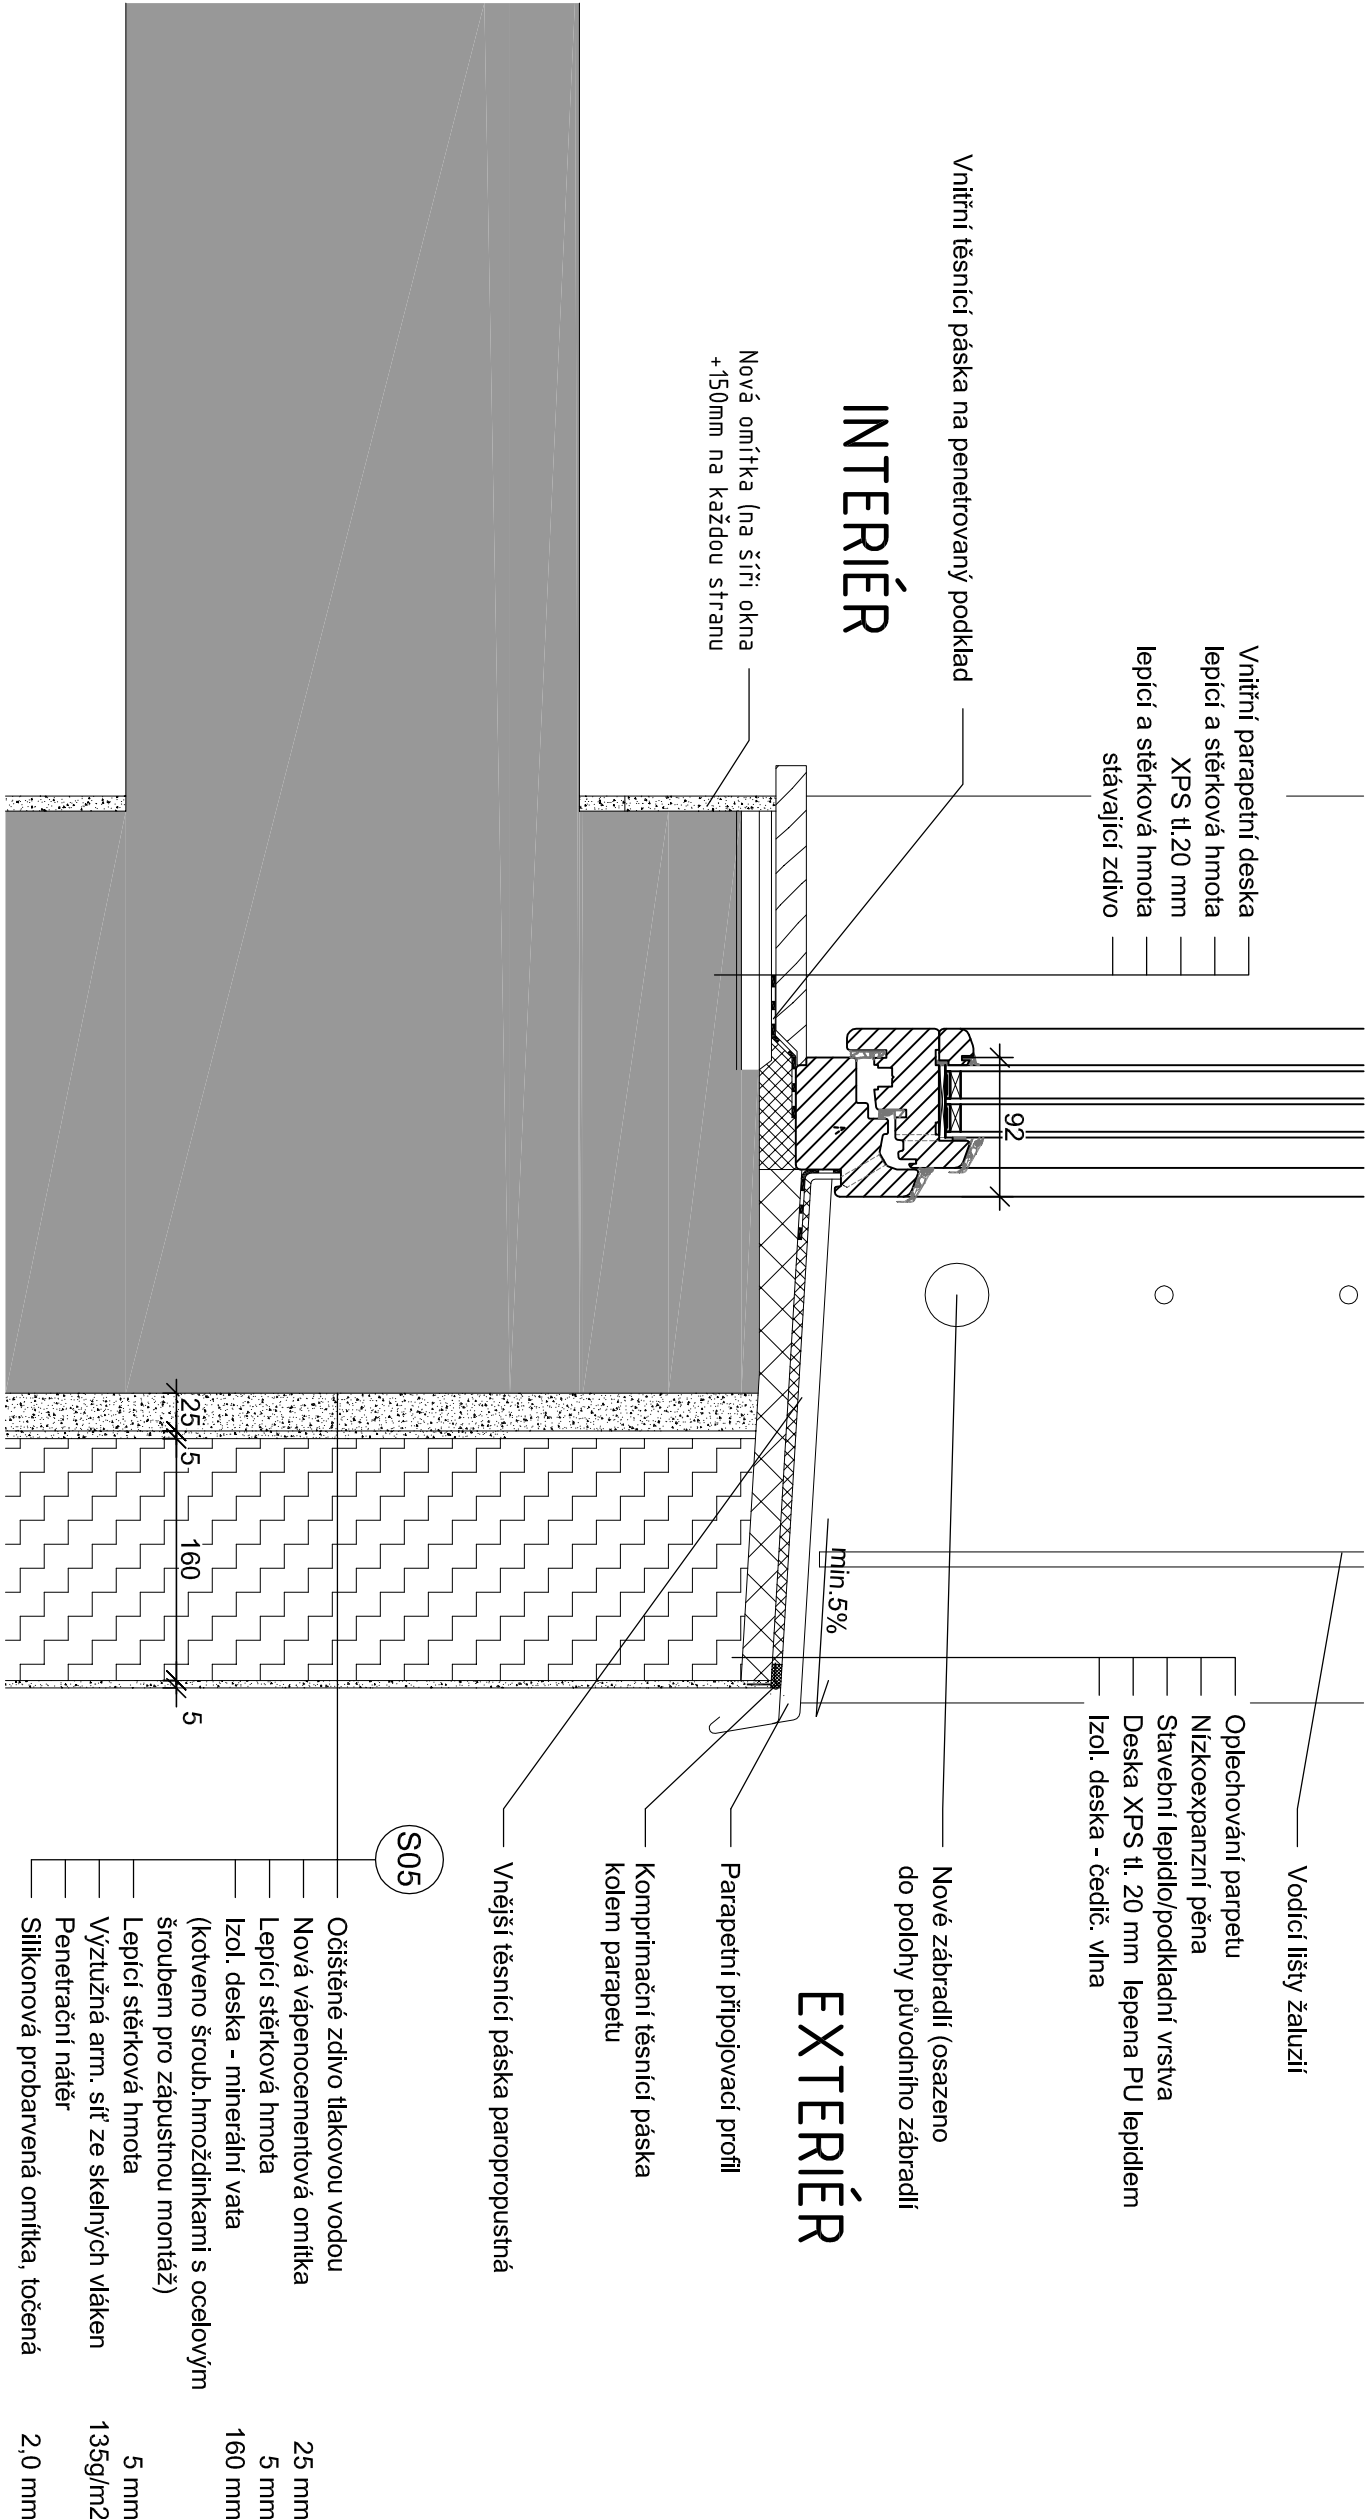 Vnitřní parapetní deska
lepící a stěrková hmota
XPS tl.20 mm
lepící a stěrková hmota
stávající zdivo
Vnitřní těsnící páska na penetrovaný podklad
INTERIÉR
Nová omítka (na šíři okna
+150mm na každou stranu
92
min.5%
25
5
160
5
Vodící lišty žaluzií
Oplechování parpetu
Nízkoexpanzní pěna
Stavební lepidlo/podkladní vrstva
Deska XPS tl. 20 mm lepena PU lepidlem
Izol. deska - čedič. vlna
Nové zábradlí (osazeno
do polohy původního zábradlí
EXTERIÉR
Parapetní připojovací profil
Komprimační těsnící páska
kolem parapetu
Vnější těsnící páska paropropustná
S05
Očištěné zdivo tlakovou vodou
Nová vápenocementová omítka 25 mm
Lepící stěrková hmota 5 mm
Izol. deska - minerální vata 160 mm
(kotveno šroub.hmoždinkami s ocelovým
šroubem pro zápustnou montáž)
Lepící stěrková hmota 5 mm
Výztužná arm. síť ze skelných vláken 135g/m2
Penetrační nátěr
Silikonová probarvená omítka, točená 2,0 mm